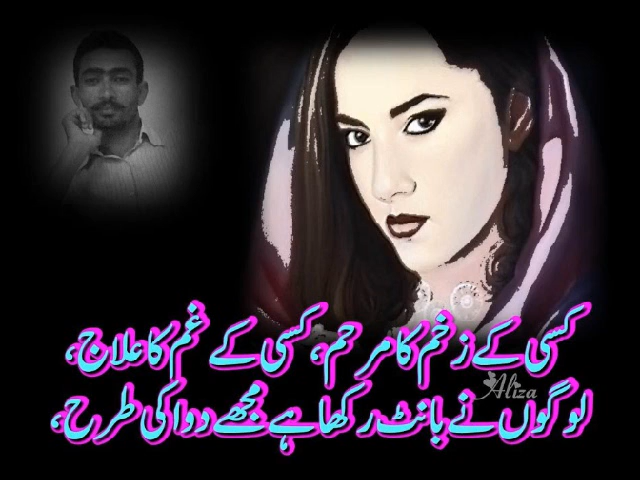 کسی کے زخم کا مرحم، کسی کے غم کا علاج،
لوگوں نے بانٹ رکھا ہے مجھے دوا کی طرح،
Aliza